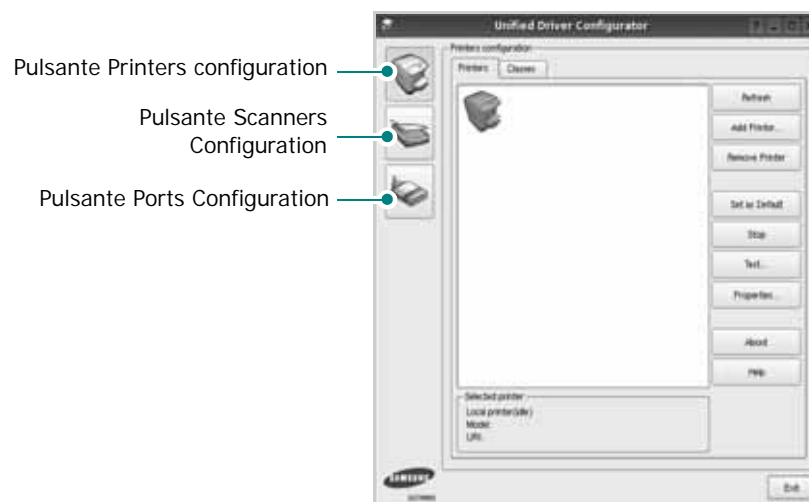 Unified Driver Configurator
Pulsante Printers configuration
Pulsante Scanners
Configuration
Pulsante Ports Configuration
Printers configuration
Printers
Classes
Refresh
Add Printer...
Remove Printer
Set as Default
Stop
Test...
Properties...
About
Help
Selected printer
Local printer(idle)
Model:
URI:
SAMSUNG
Exit